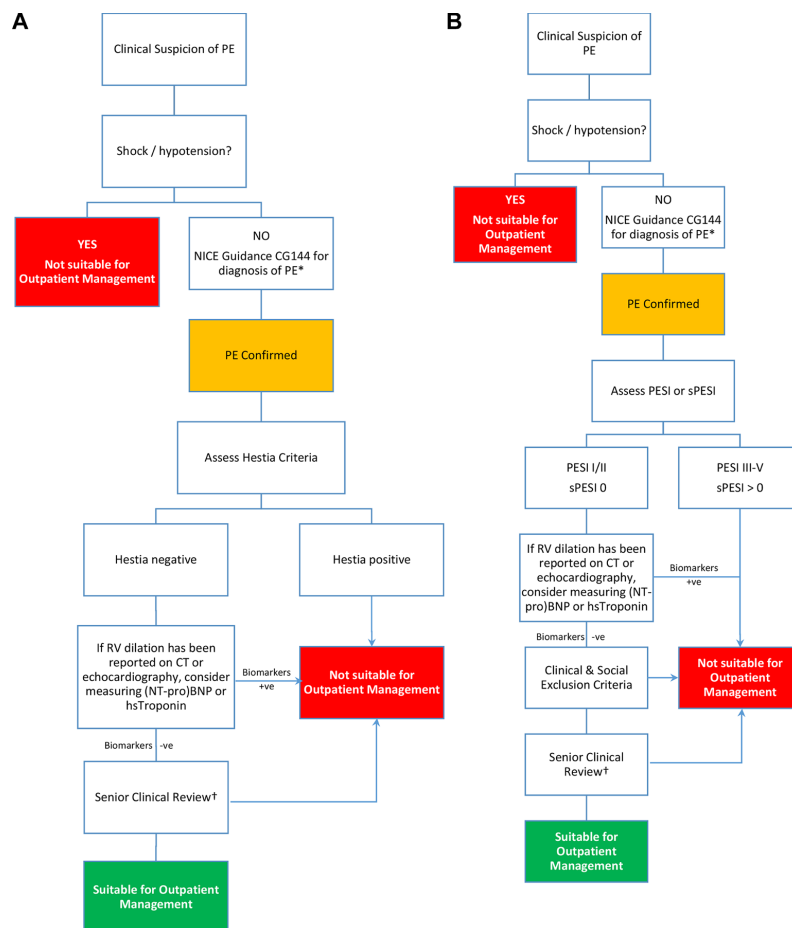 A
Clinical Suspicion of PE
Shock / hypotension?
YES
Not suitable for
Outpatient Management
NO
NICE Guidance CG144 for
diagnosis of PE*
PE Confirmed
Assess Hestia Criteria
Hestia negative
Hestia positive
If RV dilation has been
reported on CT or
echocardiography, consider
measuring (NT-pro)BNP or
hsTroponin
Biomarkers
+ve
Not suitable for
Outpatient Management
Biomarkers -ve
Senior Clinical Review†
Suitable for Outpatient
Management
B
Clinical Suspicion of
PE
Shock / hypotension?
YES
Not suitable for
Outpatient
Management
NO
NICE Guidance CG144
for diagnosis of PE*
PE Confirmed
Assess PESI or sPESI
PESI I/II
sPESI 0
PESI III-V
sPESI > 0
If RV dilation has been
reported on CT or
echocardiography,
consider measuring (NT-
pro)BNP or hsTroponin
Biomarkers
+ve
Biomarkers -ve
Clinical & Social
Exclusion Criteria
Not suitable for
Outpatient
Management
Senior Clinical
Review†
Suitable for
Outpatient
Management